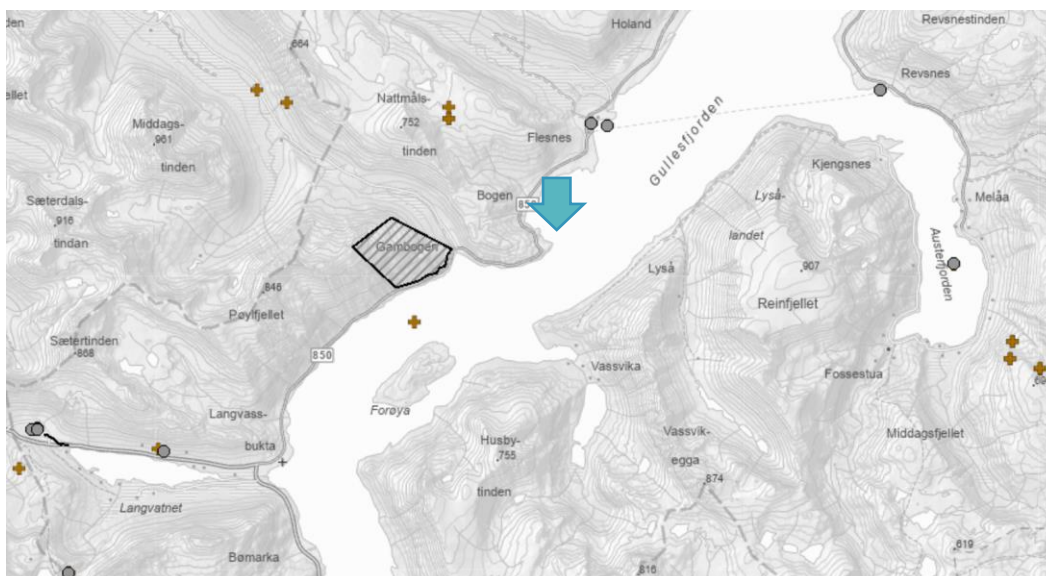 Holand
Revsnestinden
den
664
Revsnes
ellet
Nattmåls-
752
tinden
Middags-
961
tinden
Flesnes
Gullesfjorden
Kjengsnes
Bogen
Lyså-
landet
Melåa
Sæterdals-
916
tindan
850
Gambogen
Austerfjorden
Lyså
907
Reinfjellet
846
Pøylfjellet
Sætertinden
868
850
Vassvika
Fossestua
Forøya
Langvass-
bukta
Husby-
755
tinden
Vassvik-
egga
874
Middagsfjellet
Langvatnet
Bømarka
619
816